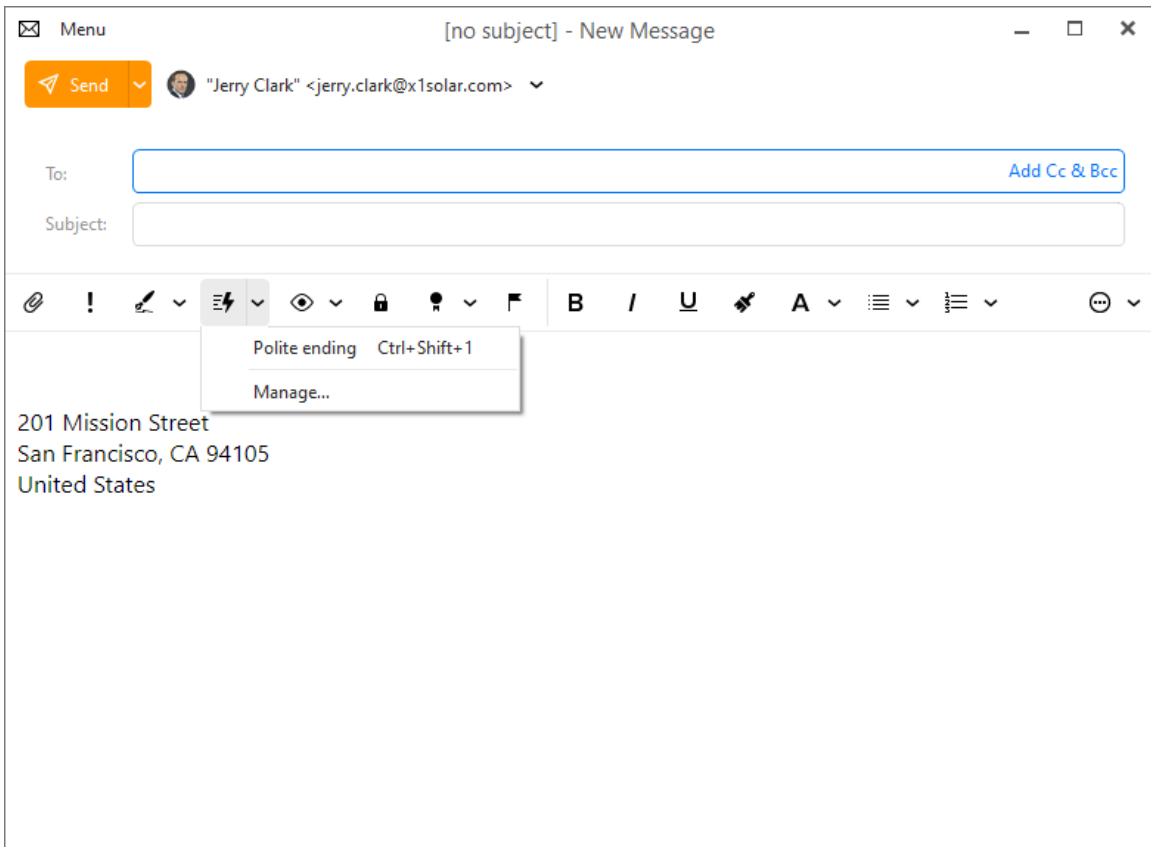 Menu [no subject] - New Message
Send "Jerry Clark" <jerry.clark@x1solar.com>
To: Add Cc & Bcc
Subject:
! B I U A
Polite ending Ctrl+Shift+1
Manage...
201 Mission Street
San Francisco, CA 94105
United States